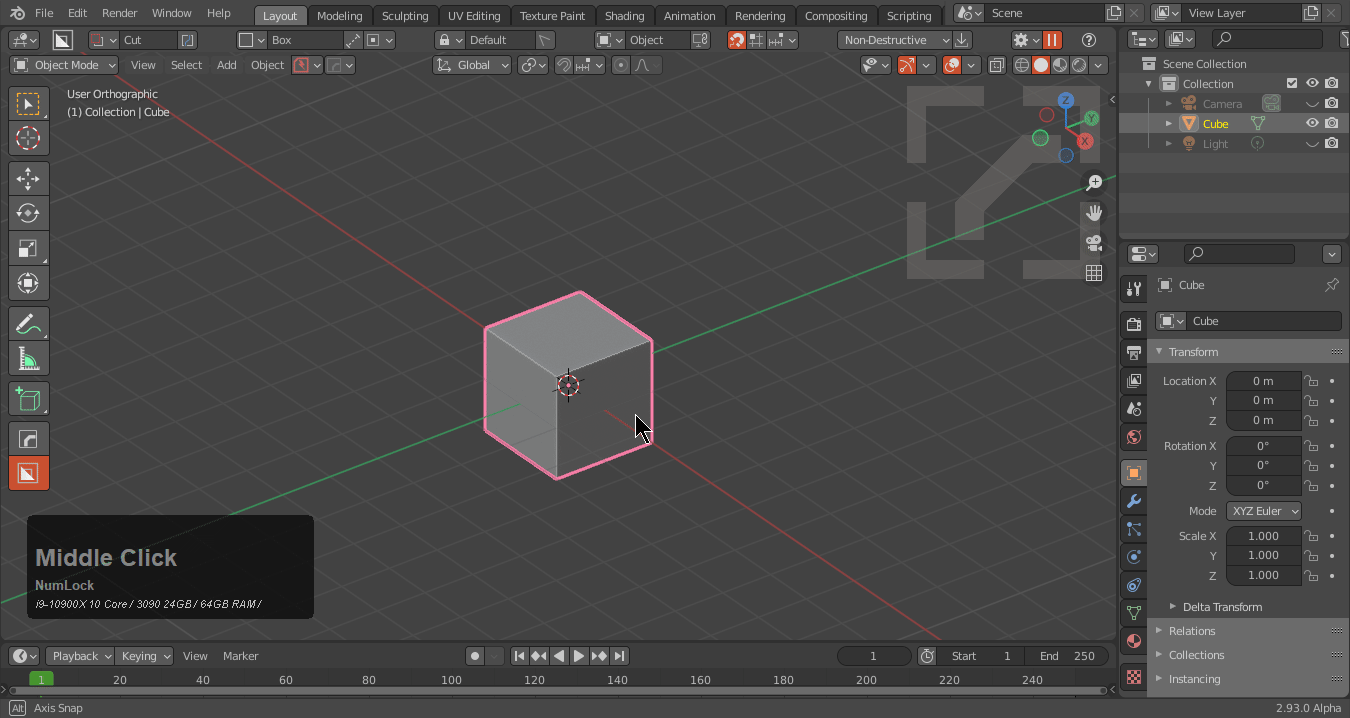 File Edit Render Window Help Layout Modeling Sculpting UV Editing Texture Paint Shading Animation Rendering Compositing Scripting Scene View Layer
Cut Box Default Object Non-Destructive
Object Mode View Select Add Object Global
User Orthographic
(1) Collection | Cube
Z
Y
X
Scene Collection
Collection
Camera
Cube
Light
Cube
Cube
Transform
Location X 0 m
Y 0 m
Z 0 m
Rotation X 0°
Y 0°
Z 0°
Mode XYZ Euler
Scale X 1.000
Y 1.000
Z 1.000
Delta Transform
Relations
Collections
Instancing
Middle Click
NumLock
i9-10900X 10 Core / 3090 24GB / 64GB RAM /
Playback Keying View Marker 1 Start 1 End 250
1 20 40 60 80 100 120 140 160 180 200 220 240
Alt Axis Snap 2.93.0 Alpha